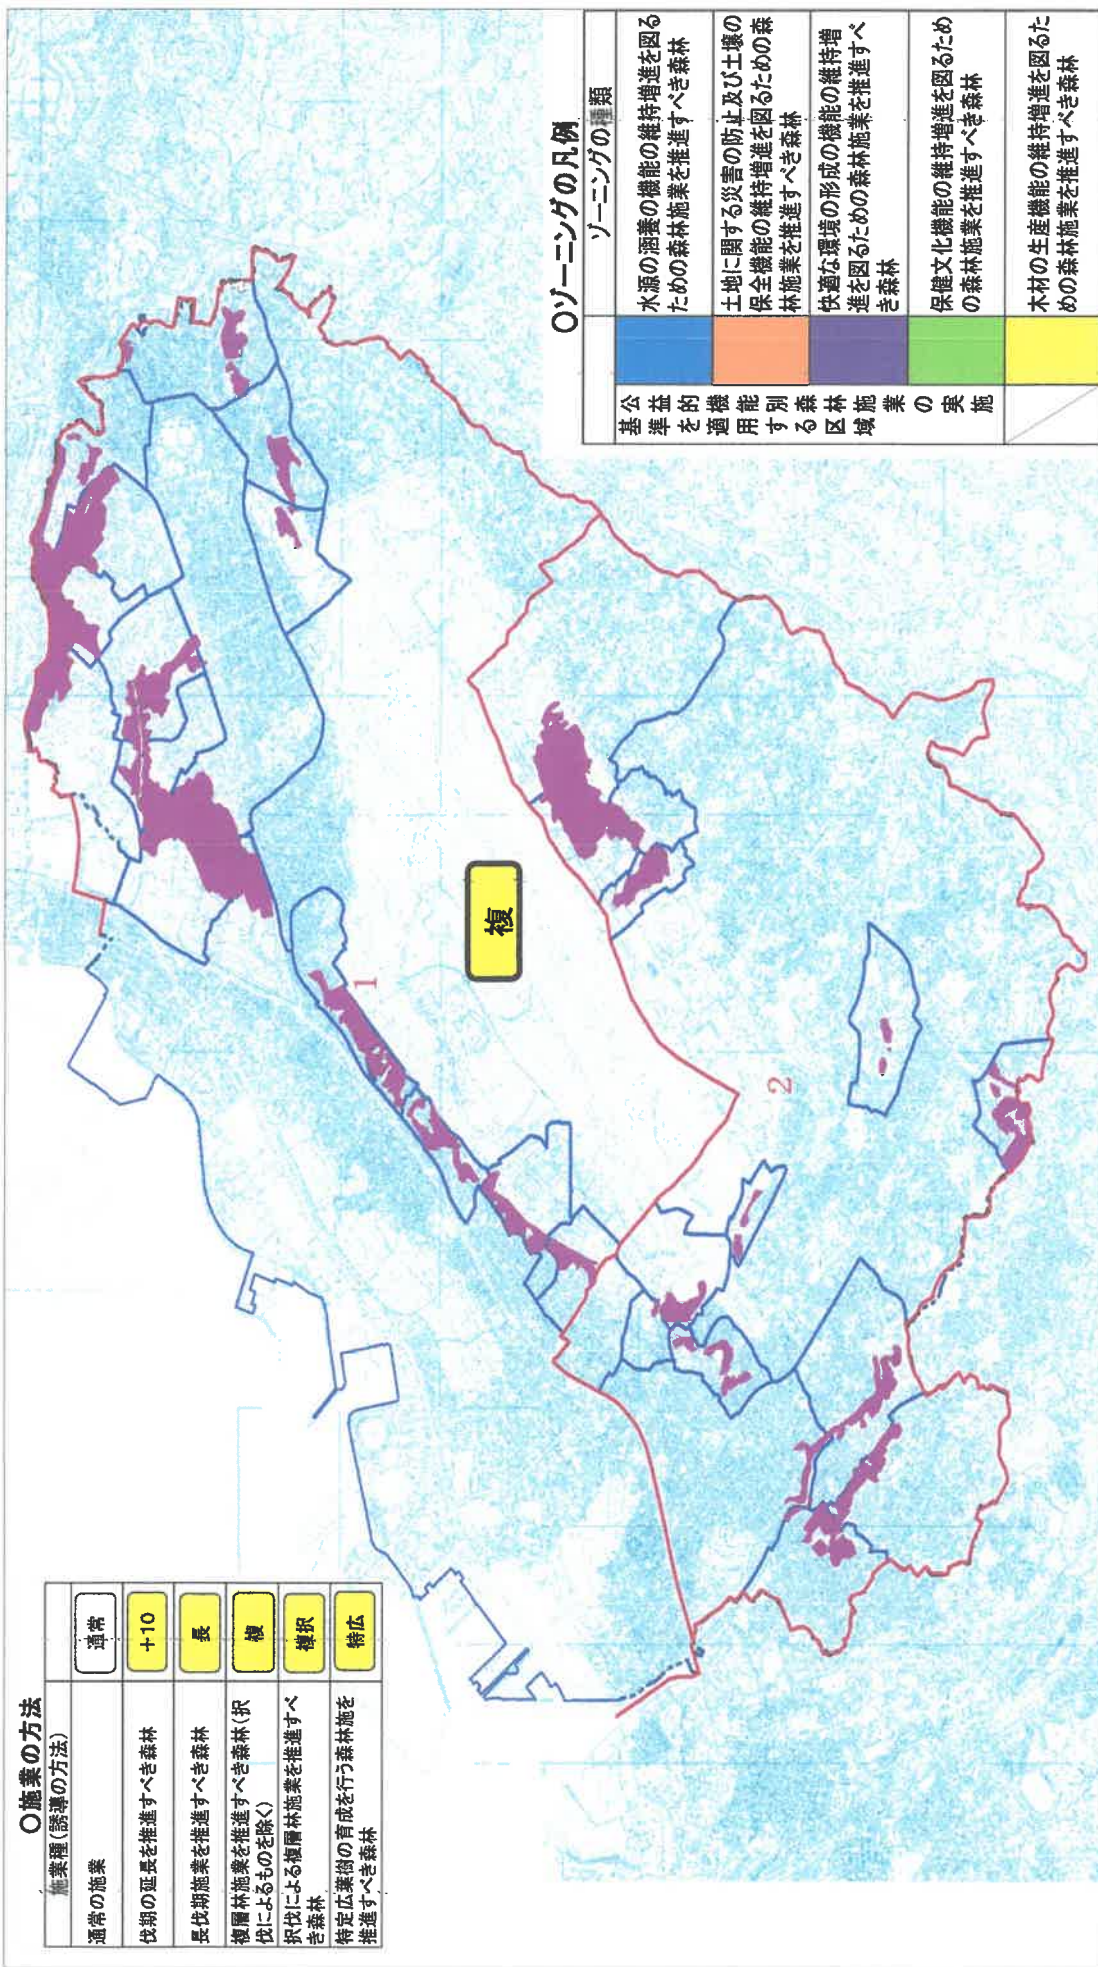 〇施業の方法
施業種(誘導の方法)
通常の施業
通常
伐期の延長を推進すべき森林
+10
長伐期施業を推進すべき森林
長
複層林施業を推進すべき森林(択
伐によるものを除く)
複
択伐による複層林施業を推進すべ
き森林
複択
特定広葉樹の育成を行う森林施を
推進すべき森林
特広
1
複
2
〇ゾーニングの凡例
ゾーニングの種類
基準を適用する区域
公益的機能別森林施業の実施
水源の涵養の機能の維持増進を図る
ための森林施業を推進すべき森林
土地に関する災害の防止及び土壌の
保全機能の維持増進を図るための森
林施業を推進すべき森林
快適な環境の形成の機能の維持増
進を図るための森林施業を推進すべ
き森林
保健文化機能の維持増進を図るため
の森林施業を推進すべき森林
木材の生産機能の維持増進を図るた
めの森林施業を推進すべき森林